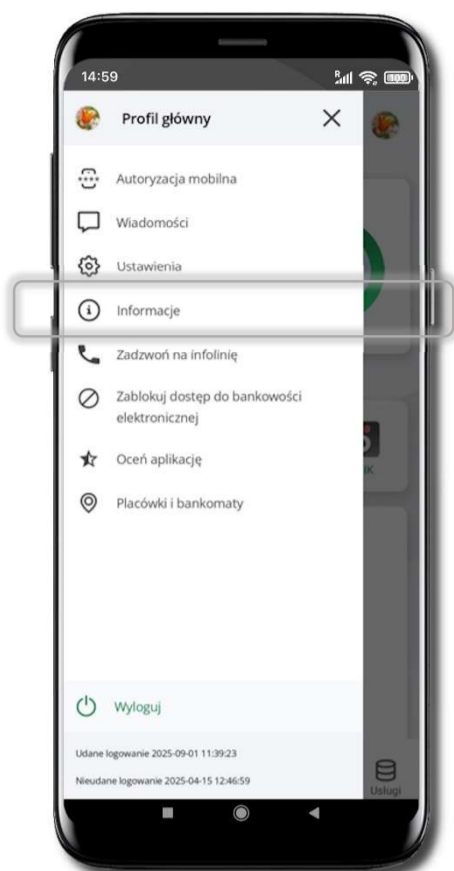 14:59
R
100
Profil główny
Autoryzacja mobilna
Wiadomości
Ustawienia
Informacje
Zadzwoń na infolinię
Zablokuj dostęp do bankowości
elektronicznej
IK
Oceń aplikację
Placówki i bankomaty
Wyloguj
Udane logowanie 2025-09-01 11:39:23
Nieudane logowanie 2025-04-15 12:46:59
Usługi